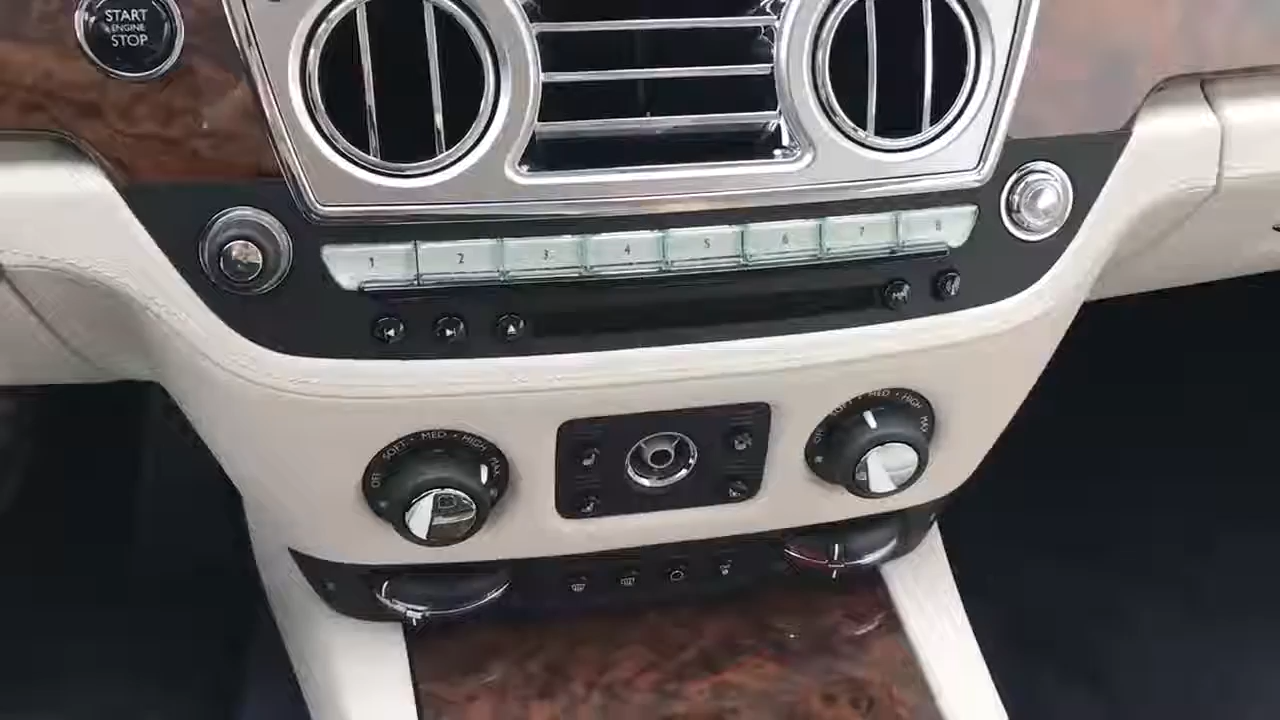 START
ENGINE
STOP
1 2 3 4 5 6 7 8
OFF SOFT • MED • HIGH MAX
OFF SOFT • MED • HIGH MAX